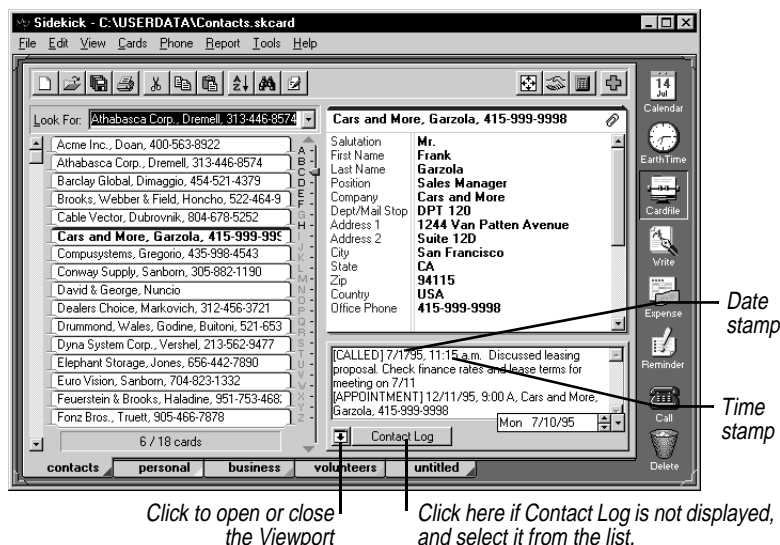 Sidekick - C:\USERDATA\Contacts.skcard
File Edit View Cards Phone Report Tools Help
Look For: Athabasca Corp., Dremell, 313-446-8574
Acme Inc., Doan, 400-563-8922
Athabasca Corp., Dremell, 313-446-8574
Barclay Global, Dimaggio, 454-521-4379
Brooks, Webber & Field, Honcho, 522-464-9
Cable Vector, Dubrovnik, 804-678-5252
Cars and More, Garzola, 415-999-999
Compusystems, Gregorio, 435-998-4543
Conway Supply, Sanborn, 305-882-1190
David & George, Nuncio
Dealers Choice, Markovich, 312-456-3721
Drummond, Wales, Godine, Buitoni, 521-653
Dyna System Corp., Vershel, 213-562-9477
Elephant Storage, Jones, 656-442-7890
Euro Vision, Sanborn, 704-823-1332
Feuerstein & Brooks, Haladine, 951-753-468
Fonz Bros., Truett, 905-466-7878
6 / 18 cards
A
B
C
D
E
F
G
H
I
J
K
L
M
N
O
P
Q
R
S
T
U
V
W
X
Y
Z
Cars and More, Garzola, 415-999-9998
Salutation Mr.
First Name Frank
Last Name Garzola
Position Sales Manager
Company Cars and More
Dept/Mail Stop DPT 120
Address 1 1244 Van Patten Avenue
Address 2 Suite 12D
City San Francisco
State CA
Zip 94115
Country USA
Office Phone 415-999-9998
[CALLED] 7/1795, 11:15 a.m. Discussed leasing
proposal. Check finance rates and lease terms for
meeting on 7/11
[APPOINTMENT] 12/11/95, 9:00 A, Cars and More,
Garzola, 415-999-9998
Mon 7/10/95
Contact Log
contacts personal business volunteers untitled
14
Jul
Calendar
EarthTime
Cardfile
Write
Expense
Reminder
Call
Delete
Date
stamp
Time
stamp
Click to open or close
the Viewport
Click here if Contact Log is not displayed,
and select it from the list.